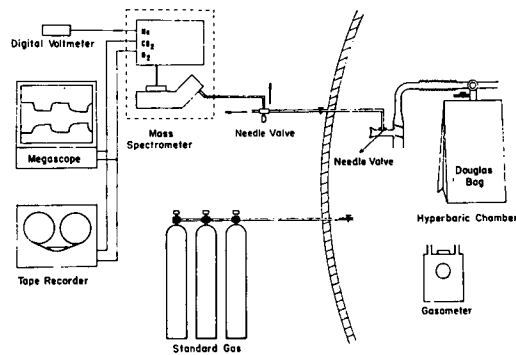 He
CO2
O2
Digital Voltmeter
Mass
Spectrometer
Needle Valve
Needle Valve
Megascope
Douglas
Bag
Hyperbaric Chamber
Tape Recorder
Gasometer
Standard Gas